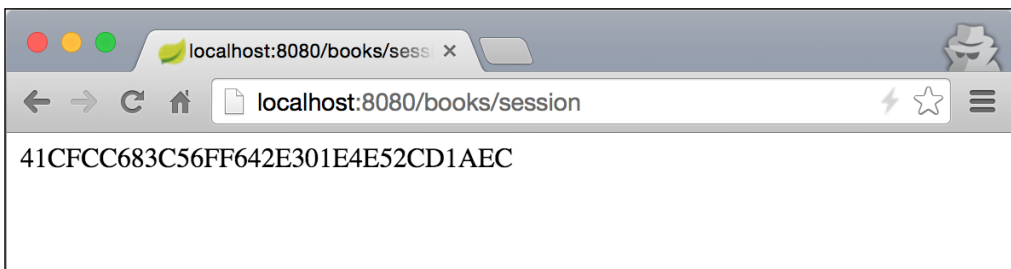 localhost:8080/books/sess
localhost:8080/books/session
41CFCC683C56FF642E301E4E52CD1AEC